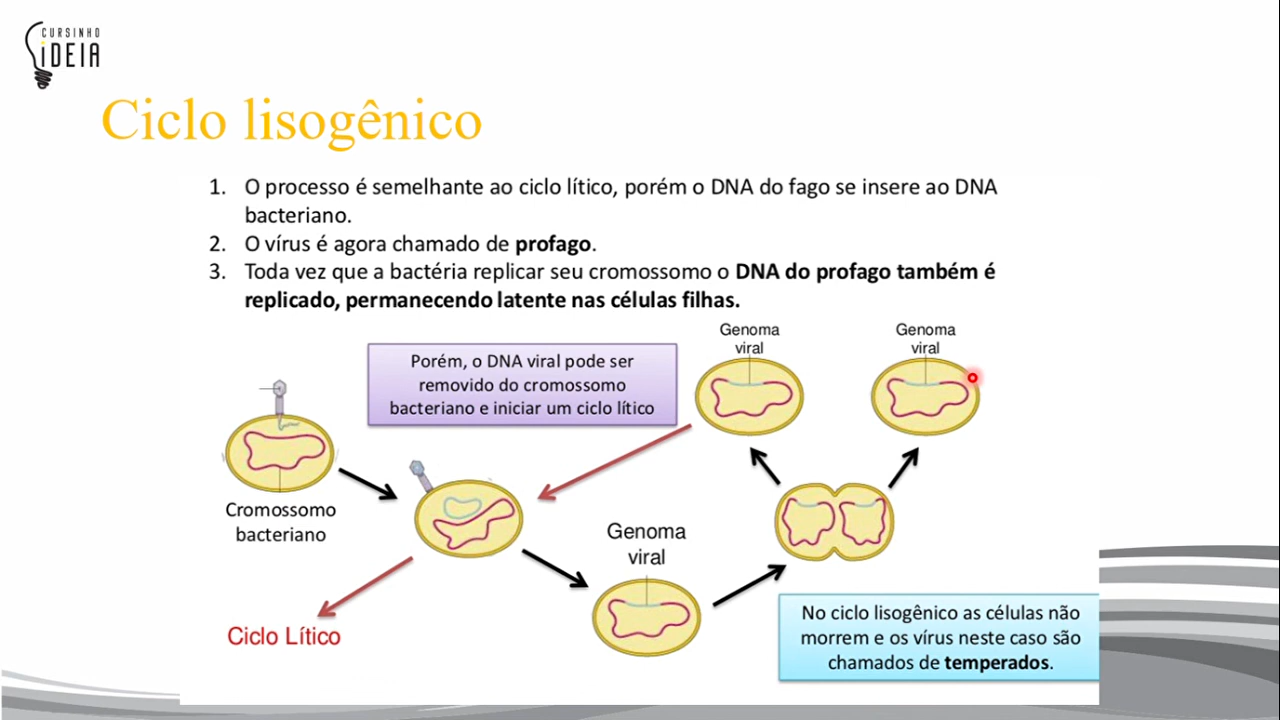 CURSINHO
iDEIA
Ciclo lisogênico
1. O processo é semelhante ao ciclo lítico, porém o DNA do fago se insere ao DNA
bacteriano.
2. O vírus é agora chamado de profago.
3. Toda vez que a bactéria replicar seu cromossomo o DNA do profago também é
replicado, permanecendo latente nas células filhas.
Genoma
viral
Genoma
viral
Porém, o DNA viral pode ser
removido do cromossomo
bacteriano e iniciar um ciclo lítico
Cromossomo
bacteriano
Genoma
viral
Ciclo Lítico
No ciclo lisogênico as células não
morrem e os vírus neste caso são
chamados de temperados.